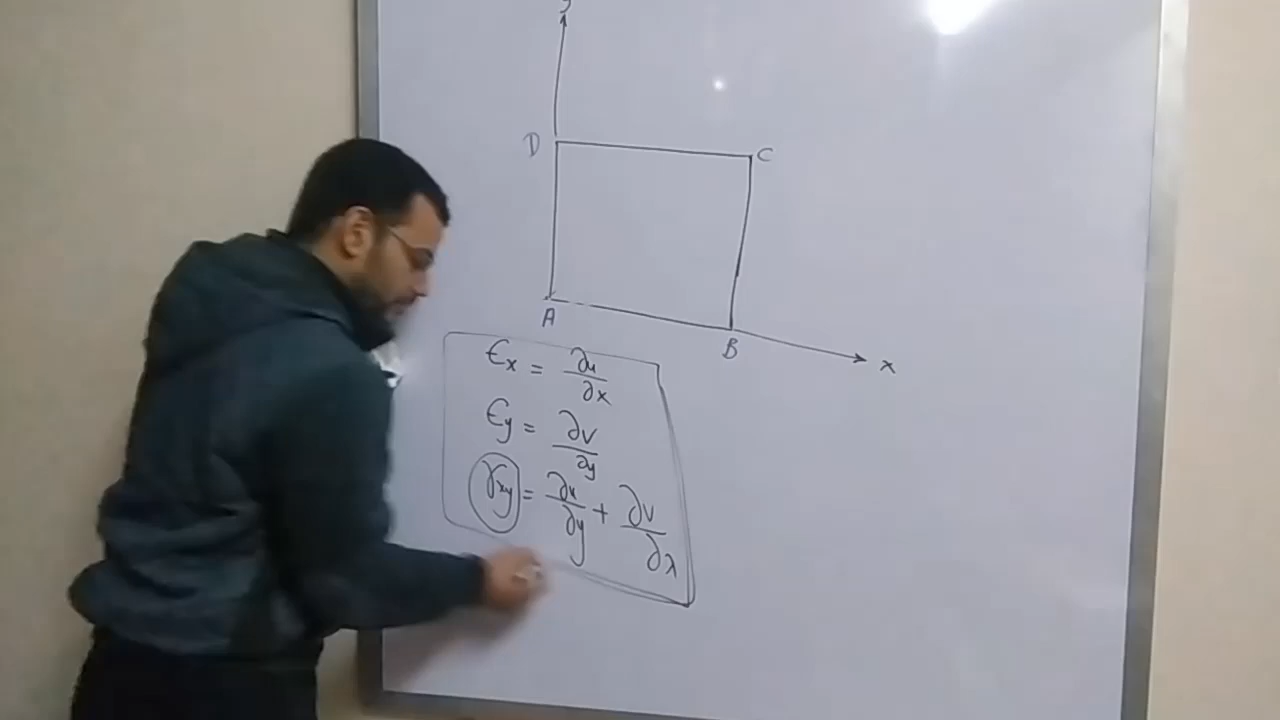 y
D C
A
B
x
ϵx = ∂u/∂x
ϵy = ∂v/∂y
γxy = ∂u/∂y + ∂v/∂x